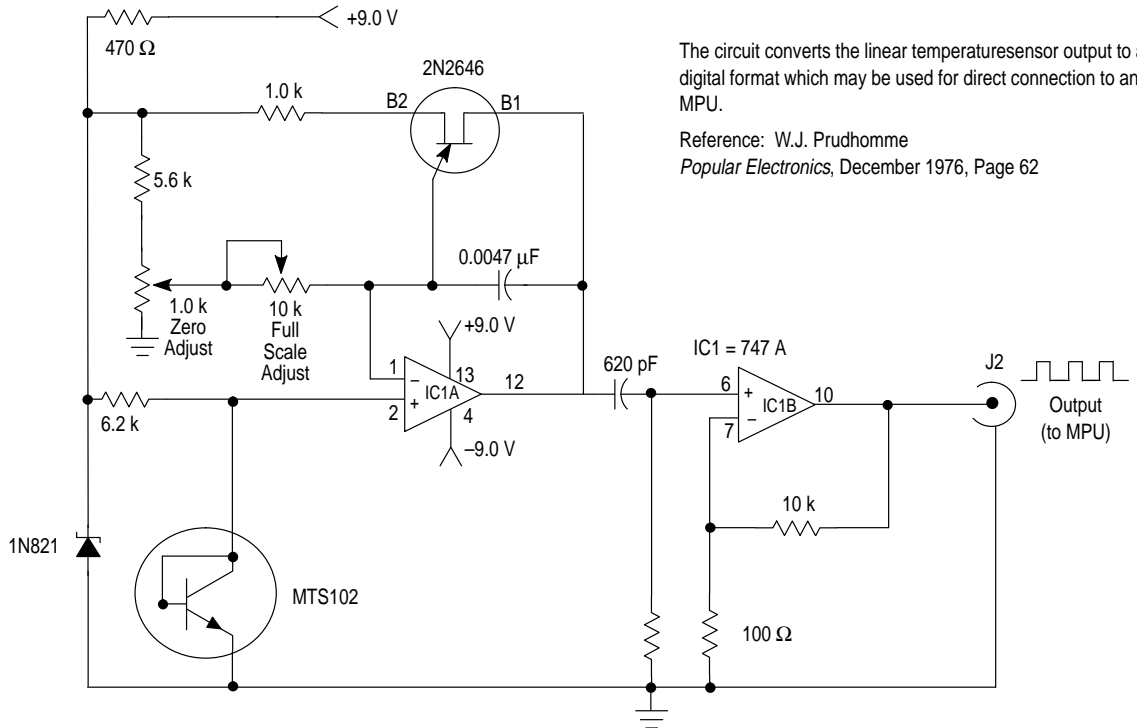 +9.0 V
470 Ω
The circuit converts the linear temperaturesensor output to a
digital format which may be used for direct connection to an
MPU.
Reference: W.J. Prudhomme
Popular Electronics, December 1976, Page 62
2N2646
1.0 k
B2
B1
5.6 k
0.0047 µF
1.0 k
Zero
Adjust
10 k
Full
Scale
Adjust
+9.0 V
1
−
IC1A
13
12
2
+
4
−9.0 V
6.2 k
620 pF
IC1 = 747 A
6
+
IC1B
10
7
−
J2
Output
(to MPU)
10 k
1N821
MTS102
100 Ω